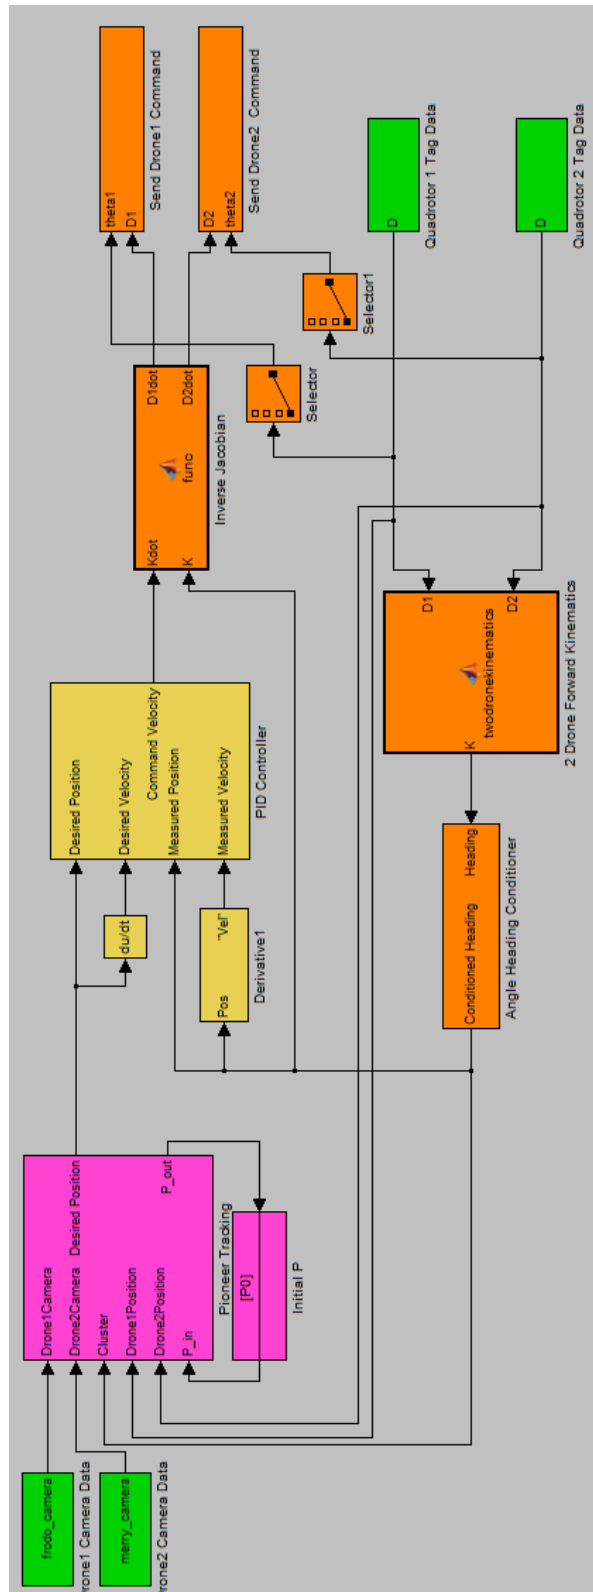 frodo_camera
rone1 Camera Data
merry_camera
rone2 Camera Data
Drone1Camera
Drone2Camera
Cluster
Drone1Position
Drone2Position
P_in
Desired Position
P_out
Pioneer Tracking
[P0]
Initial P
du/dt
Pos
"Vel"
Derivative1
Desired Position
Desired Velocity
Measured Position
Measured Velocity
Command Velocity
PID Controller
Kdot
K
func
D1dot
D2dot
Inverse Jacobian
Selector
Selector1
theta1
D1
Send Drone1 Command
D2
theta2
Send Drone2 Command
D
Quadrotor 1 Tag Data
D
Quadrotor 2 Tag Data
D1
D2
twodronekinematics
K
2 Drone Forward Kinematics
Heading
Conditioned Heading
Angle Heading Conditioner